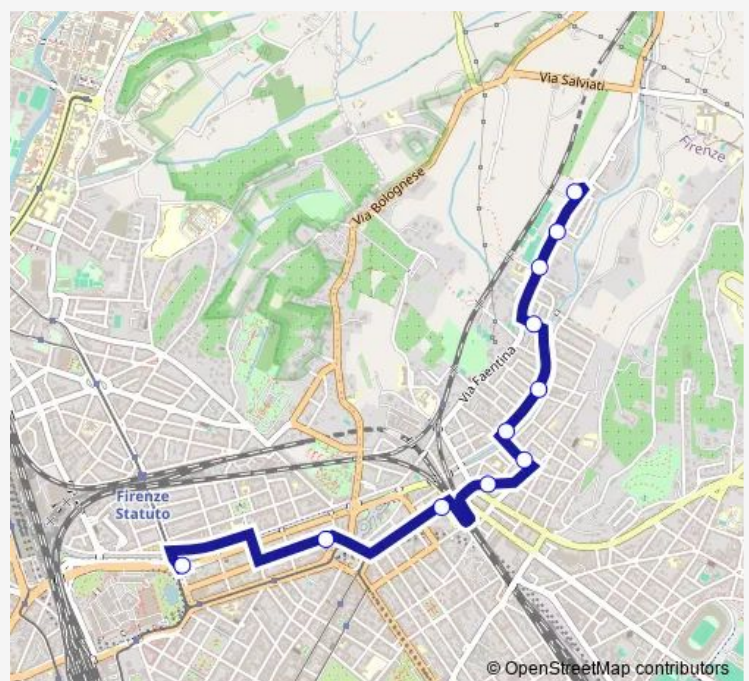 Via Salviati
Firenze
Via Bolognese
Via Faentina
Firenze
Statuto
© OpenStreetMap contributors